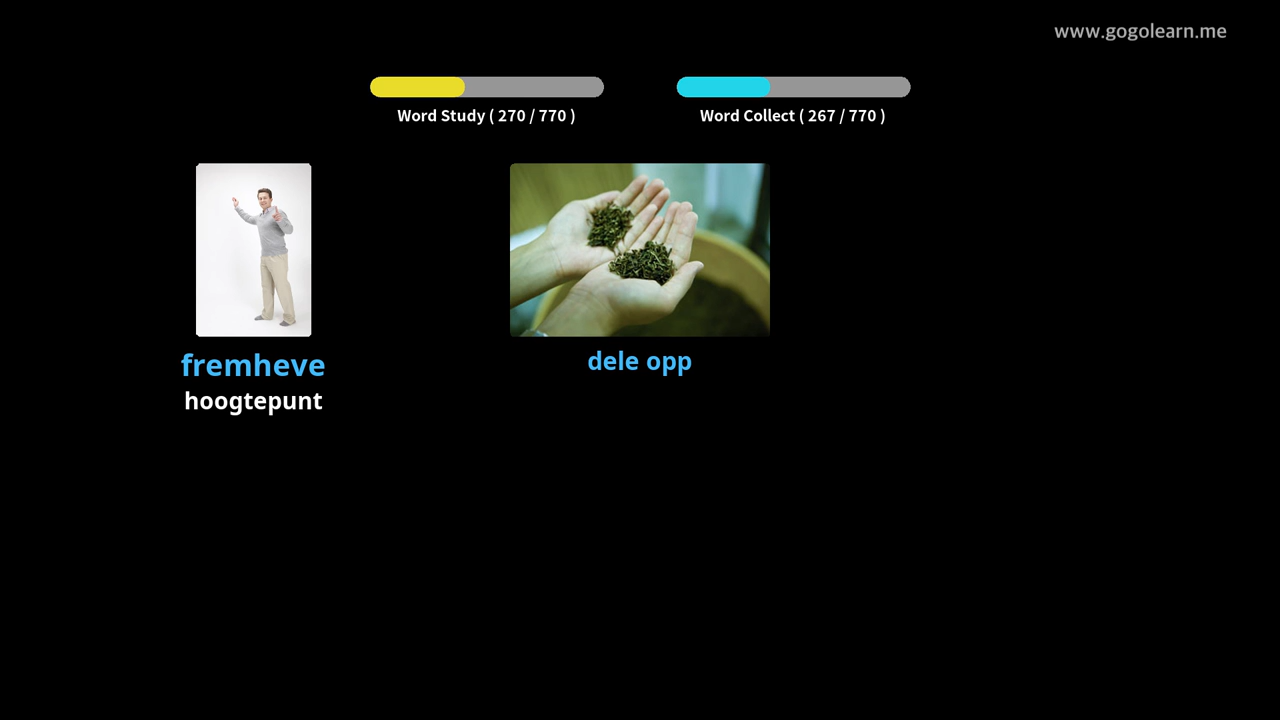 www.gogolearn.me
Word Study ( 270 / 770 )
Word Collect ( 267 / 770 )
fremheve
hoogtepunt
dele opp